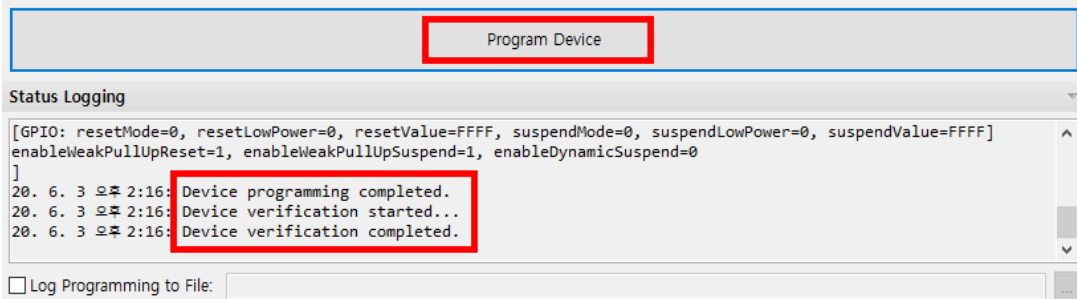 Program Device
Status Logging
[GPIO: resetMode=0, resetLowPower=0, resetValue=FFFF, suspendMode=0, suspendLowPower=0, suspendValue=FFFF]
enableWeakPullUpReset=1, enableWeakPullUpSuspend=1, enableDynamicSuspend=0
]
20. 6. 3 오후 2:16: Device programming completed.
20. 6. 3 오후 2:16: Device verification started...
20. 6. 3 오후 2:16: Device verification completed.
Log Programming to File:
...